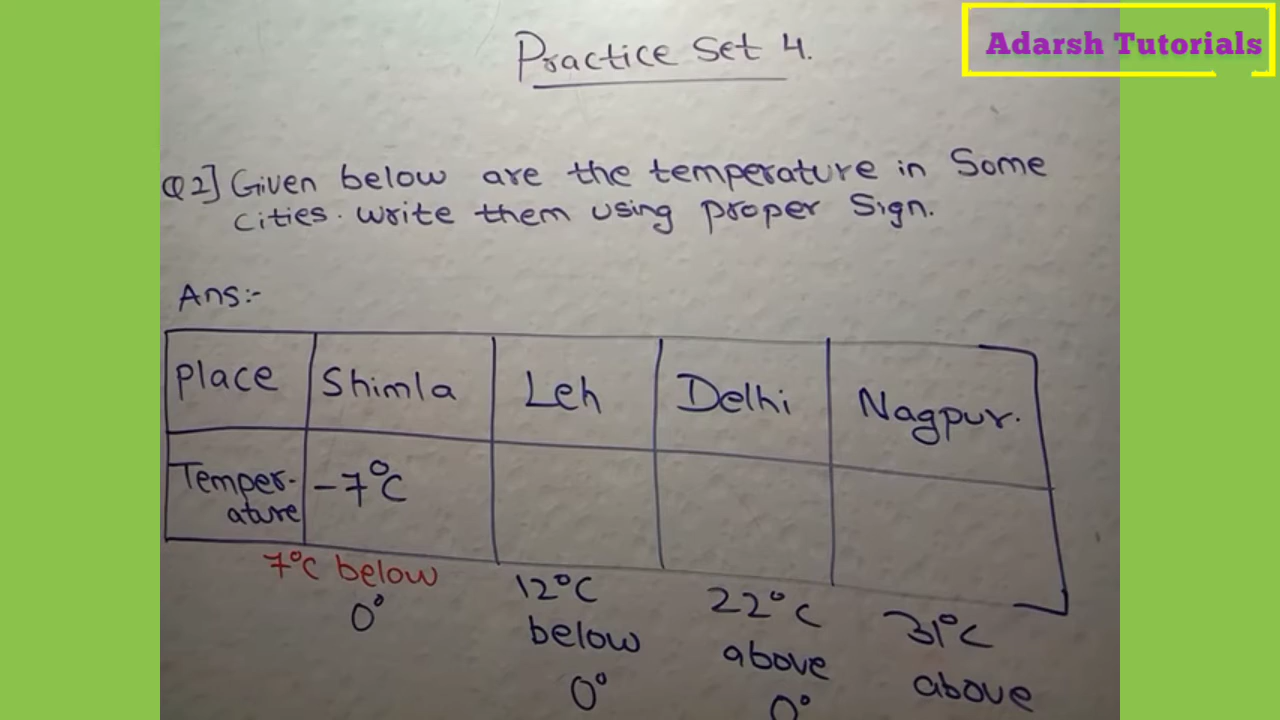 Adarsh Tutorials
Practice Set 4.
Q2] Given below are the temperature in Some
Cities. Write them using proper Sign.
Ans:-
Place Shimla Leh Delhi Nagpur.
Temper-
ature -7°C
7°C below
0°
12°C
below
0°
22°C
above
0°
31°C
above